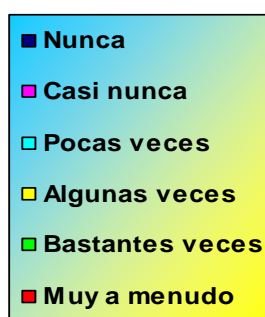 Nunca
Casi nunca
Pocas veces
Algunas veces
Bastantes veces
Muy a menudo